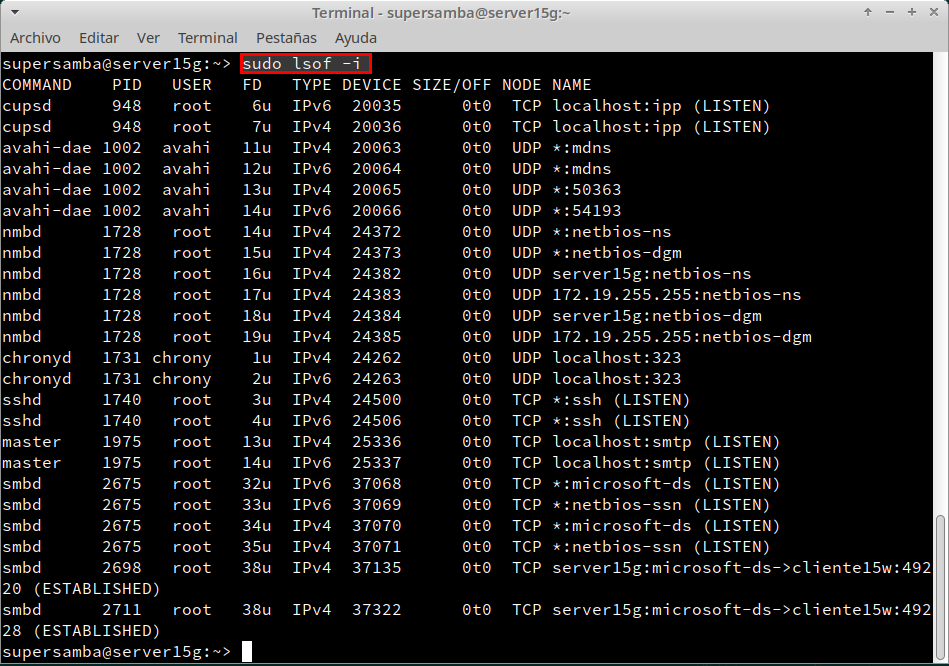 Terminal - supersamba@server15g:~
Archivo Editar Ver Terminal Pestañas Ayuda
supersamba@server15g:~> sudo lsof -i
COMMAND    PID   USER   FD   TYPE DEVICE SIZE/OFF NODE NAME
cupsd      948   root    6u  IPv6  20035      0t0  TCP localhost:ipp (LISTEN)
cupsd      948   root    7u  IPv4  20036      0t0  TCP localhost:ipp (LISTEN)
avahi-dae 1002  avahi   11u  IPv4  20063      0t0  UDP *:mdns
avahi-dae 1002  avahi   12u  IPv6  20064      0t0  UDP *:mdns
avahi-dae 1002  avahi   13u  IPv4  20065      0t0  UDP *:50363
avahi-dae 1002  avahi   14u  IPv6  20066      0t0  UDP *:54193
nmbd      1728   root   14u  IPv4  24372      0t0  UDP *:netbios-ns
nmbd      1728   root   15u  IPv4  24373      0t0  UDP *:netbios-dgm
nmbd      1728   root   16u  IPv4  24382      0t0  UDP server15g:netbios-ns
nmbd      1728   root   17u  IPv4  24383      0t0  UDP 172.19.255.255:netbios-ns
nmbd      1728   root   18u  IPv4  24384      0t0  UDP server15g:netbios-dgm
nmbd      1728   root   19u  IPv4  24385      0t0  UDP 172.19.255.255:netbios-dgm
chronyd   1731 chrony    1u  IPv4  24262      0t0  UDP localhost:323
chronyd   1731 chrony    2u  IPv6  24263      0t0  UDP localhost:323
sshd      1740   root    3u  IPv4  24500      0t0  TCP *:ssh (LISTEN)
sshd      1740   root    4u  IPv6  24506      0t0  TCP *:ssh (LISTEN)
master    1975   root   13u  IPv4  25336      0t0  TCP localhost:smtp (LISTEN)
master    1975   root   14u  IPv6  25337      0t0  TCP localhost:smtp (LISTEN)
smbd      2675   root   32u  IPv6  37068      0t0  TCP *:microsoft-ds (LISTEN)
smbd      2675   root   33u  IPv6  37069      0t0  TCP *:netbios-ssn (LISTEN)
smbd      2675   root   34u  IPv4  37070      0t0  TCP *:microsoft-ds (LISTEN)
smbd      2675   root   35u  IPv4  37071      0t0  TCP *:netbios-ssn (LISTEN)
smbd      2698   root   38u  IPv4  37135      0t0  TCP server15g:microsoft-ds->cliente15w:492
20 (ESTABLISHED)
smbd      2711   root   38u  IPv4  37322      0t0  TCP server15g:microsoft-ds->cliente15w:492
28 (ESTABLISHED)
supersamba@server15g:~>